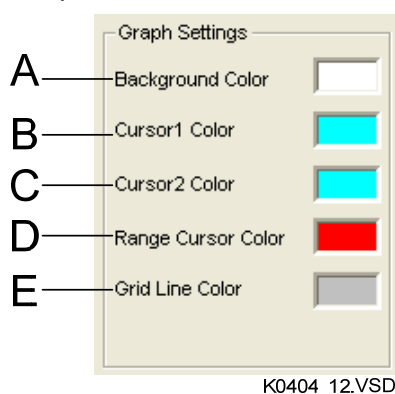 Graph Settings
A Background Color
B Cursor1 Color
C Cursor2 Color
D Range Cursor Color
E Grid Line Color
K0404 12.VSD